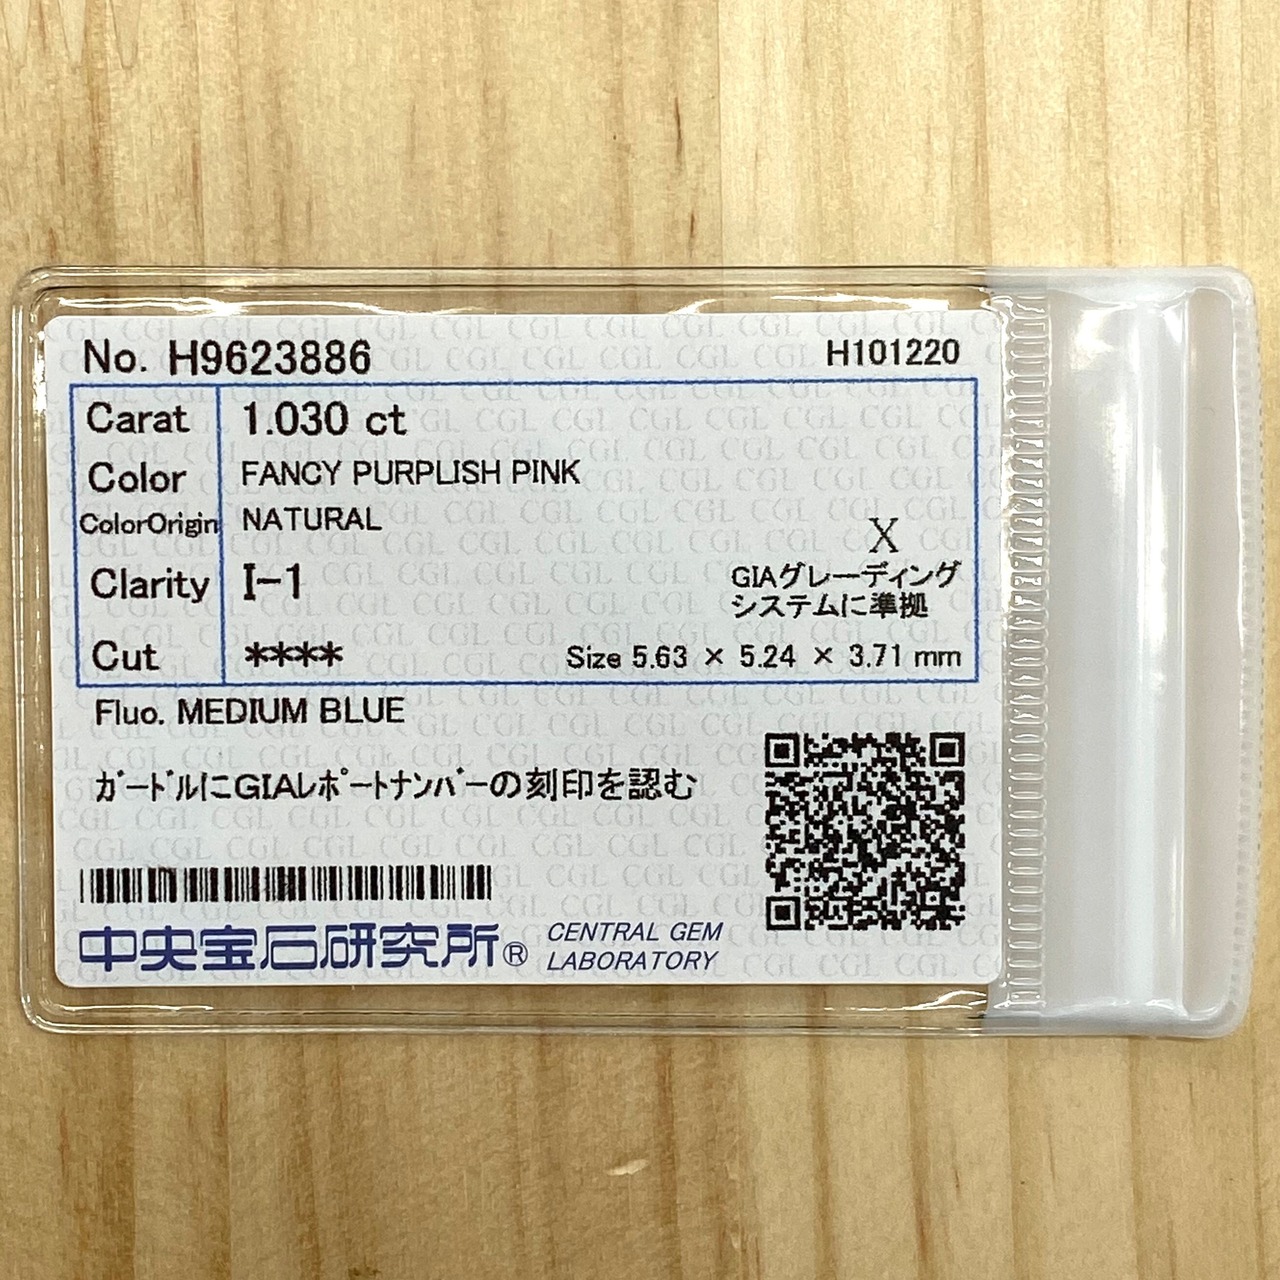 No. H9623886 H101220
Carat 1.030 ct
Color FANCY PURPLISH PINK
ColorOrigin NATURAL
X
Clarity I-1
GIAグレーディング
システムに準拠
Cut **** Size 5.63 × 5.24 × 3.71 mm
Fluo. MEDIUM BLUE
ｶﾞｰﾄﾞﾙにGIAﾚﾎﾟｰﾄﾅﾝﾊﾞｰの刻印を認む
中央宝石研究所® CENTRAL GEM
LABORATORY